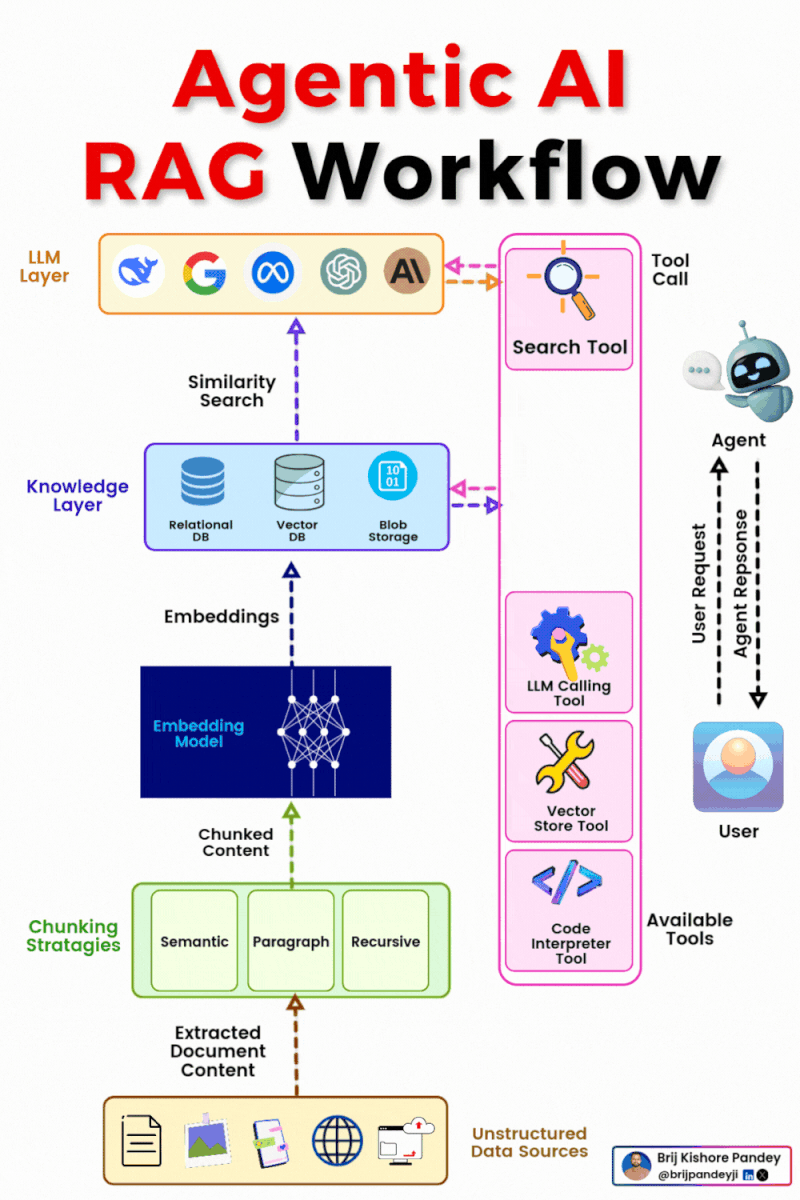 Agentic AI
RAG Workflow
LLM
Layer
Tool
Call
Search Tool
Similarity
Search
Agent
Knowledge
Layer
10
01
Relational
DB
Vector
DB
Blob
Storage
User Request
Agent Repsonse
Embeddings
LLM Calling
Tool
Embedding
Model
Vector
Store Tool
User
Chunked
Content
Chunking
Stratagies
Semantic
Paragraph
Recursive
Code
Interpreter
Tool
Available
Tools
Extracted
Document
Content
Unstructured
Data Sources
Brij Kishore Pandey
@brijpandeyji in X